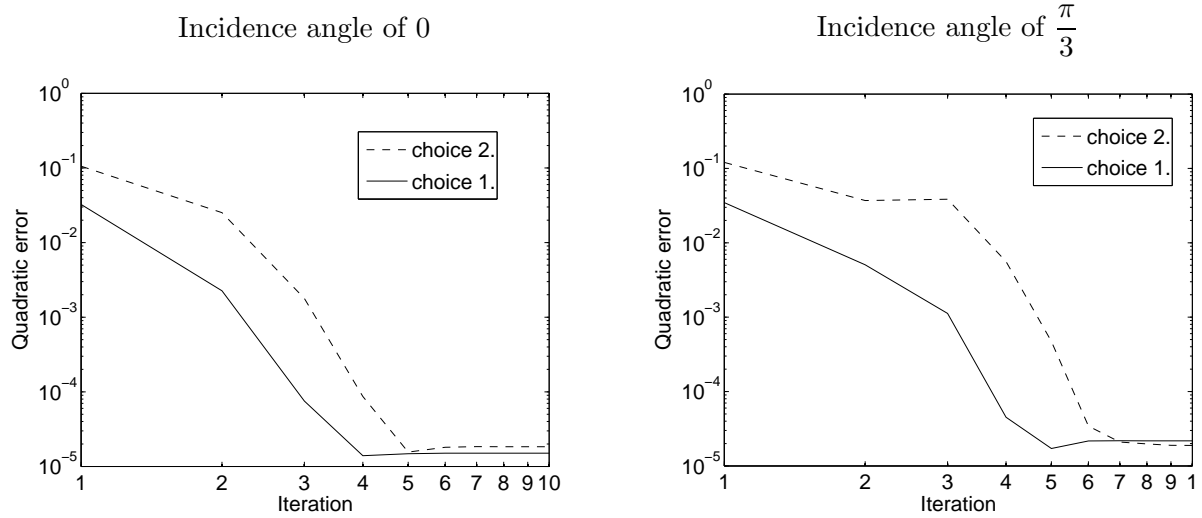 Incidence angle of 0
10^0
10^-1
10^-2
10^-3
10^-4
10^-5
Quadratic error
choice 2.
choice 1.
1 2 3 4 5 6 7 8 9 10
Iteration
Incidence angle of π/3
10^0
10^-1
10^-2
10^-3
10^-4
10^-5
Quadratic error
choice 2.
choice 1.
1 2 3 4 5 6 7 8 9 1
Iteration